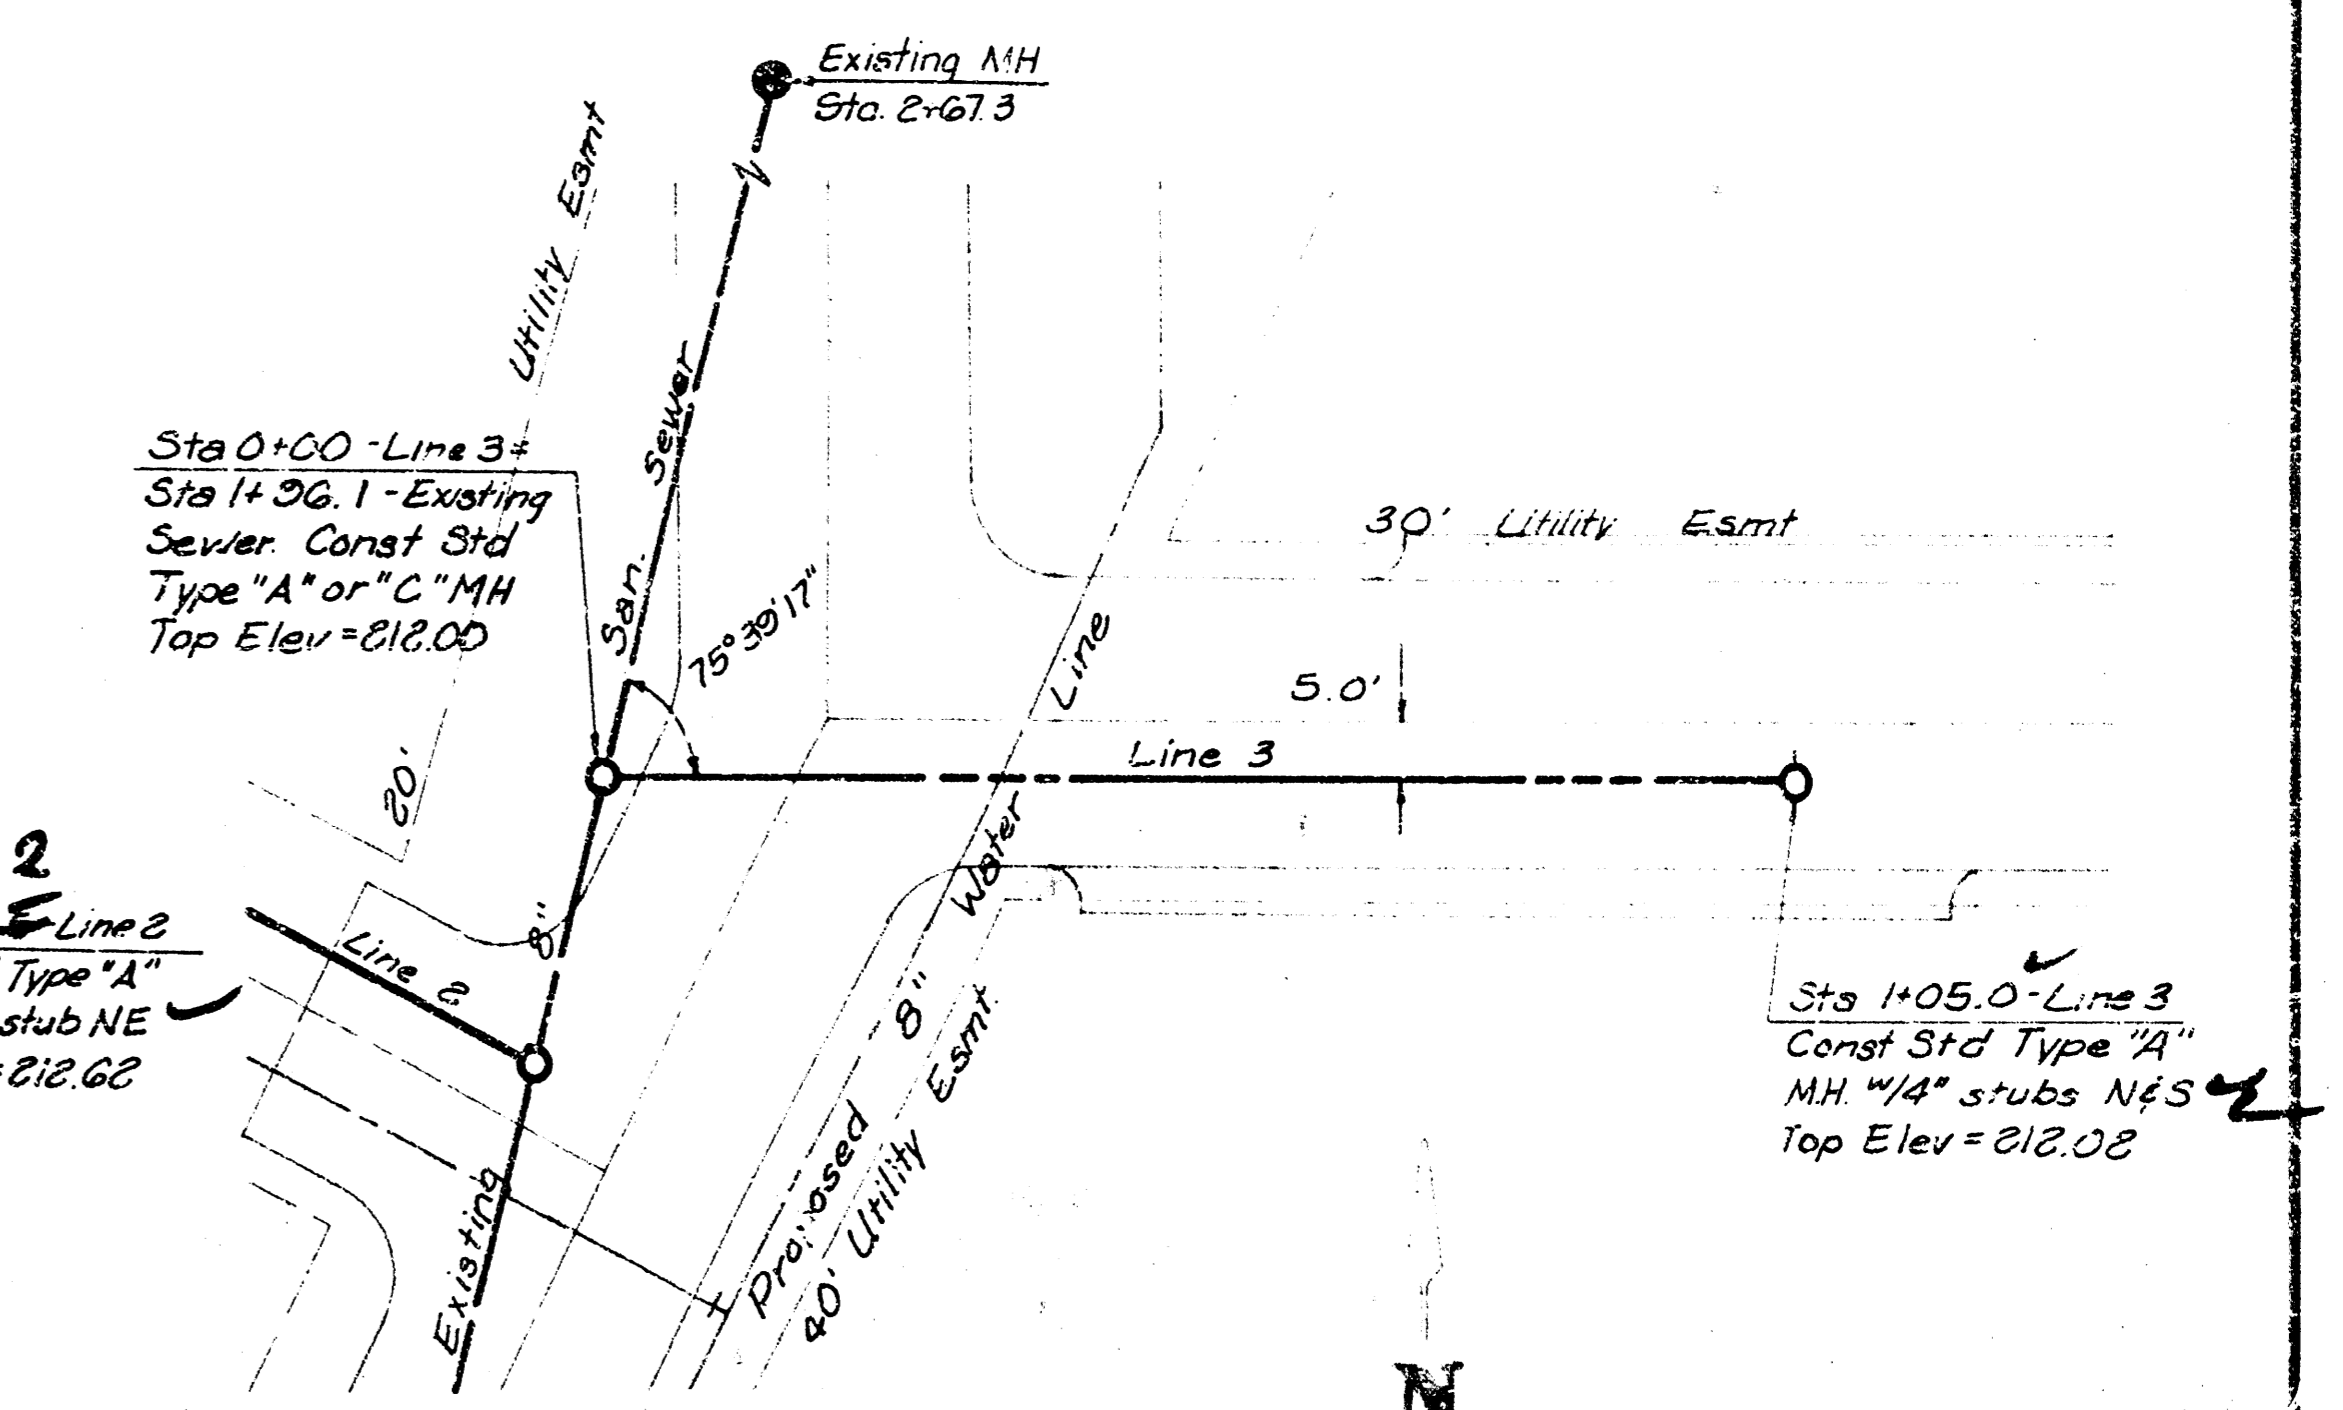 Existing MH
Sta. 2+67.3
Utility Esmt
20'
Sta 0+00 - Line 3 =
Sta 1+96.1 - Existing
Sewer. Const Std
Type "A" or "C" MH
Top Elev = 212.00
Existing 8" San. Sewer
75°39'17"
30' Utility Esmt
5.0'
Line 3
Proposed 8" Water Line
40' Utility Esmt.
2
Line 2
Type "A"
stub NE
= 212.62
Line 2
Sta 1+05.0 - Line 3
Const Std Type "A"
M.H. w/4" stubs N & S
Top Elev = 212.02
N